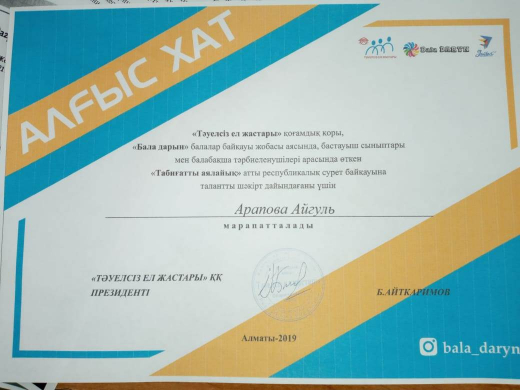 АЛҒЫС ХАТ
Bala DARYN
«Тәуелсіз ел жастары» қоғамдық қоры,
«Бала дарын» балалар байқауы жобасы аясында, бастауыш сыныптары
мен балабақша тәрбиеленушілері арасында өткен
«Табиғатты аялайық» атты республикалық сурет байқауына
талантты шәкірт дайындағаны үшін
Арапова Айгуль
марапатталады
«ТӘУЕЛСІЗ ЕЛ ЖАСТАРЫ» ҚҚ
ПРЕЗИДЕНТІ
Б.АЙТКАРИМОВ
Алматы-2019
bala_daryn